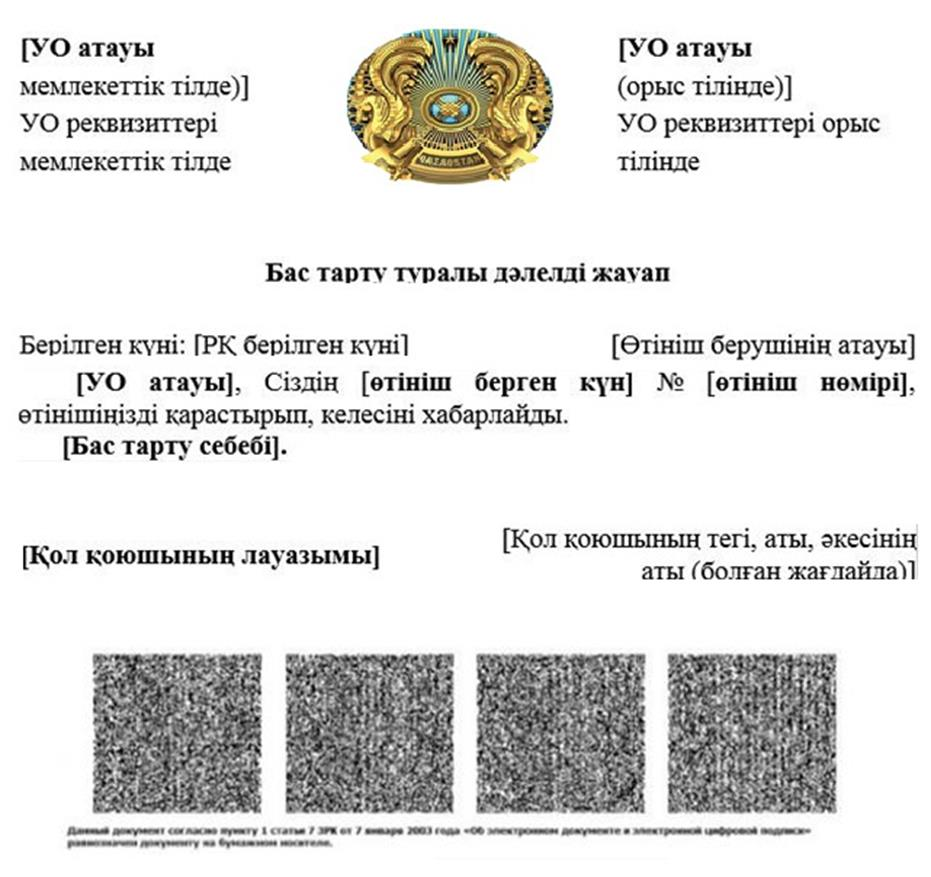 [УО атауы
мемлекеттік тілде)]
УО реквизиттері
мемлекеттік тілде
QAZAQSTAN
[УО атауы
(орыс тілінде)]
УО реквизиттері орыс
тілінде
Бас тарту туралы дәлелді жауап
Берілген күні: [РҚ берілген күні]
[Өтініш берушінің атауы]
[УО атауы], Сіздің [өтініш берген күн] № [өтініш нөмірі],
өтінішіңізді қарастырып, келесіні хабарлайды.
[Бас тарту себебі].
[Қол қоюшының лауазымы]
[Қол қоюшының тегі, аты, әкесінің
аты (болған жағдайда)]
Данный документ согласно пункту 1 статьи 7 ЗРК от 7 января 2003 года «Об электронном документе и электронной цифровой подписи»
равнозначен документу на бумажном носителе.